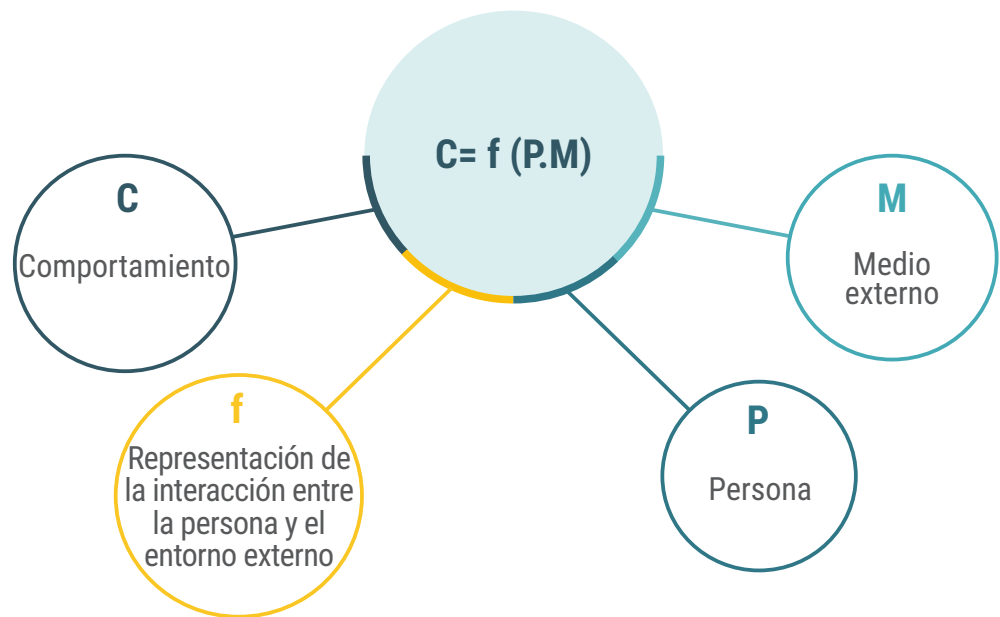 C= f (P.M)
C
Comportamiento
f
Representación de
la interacción entre
la persona y el
entorno externo
P
Persona
M
Medio
externo